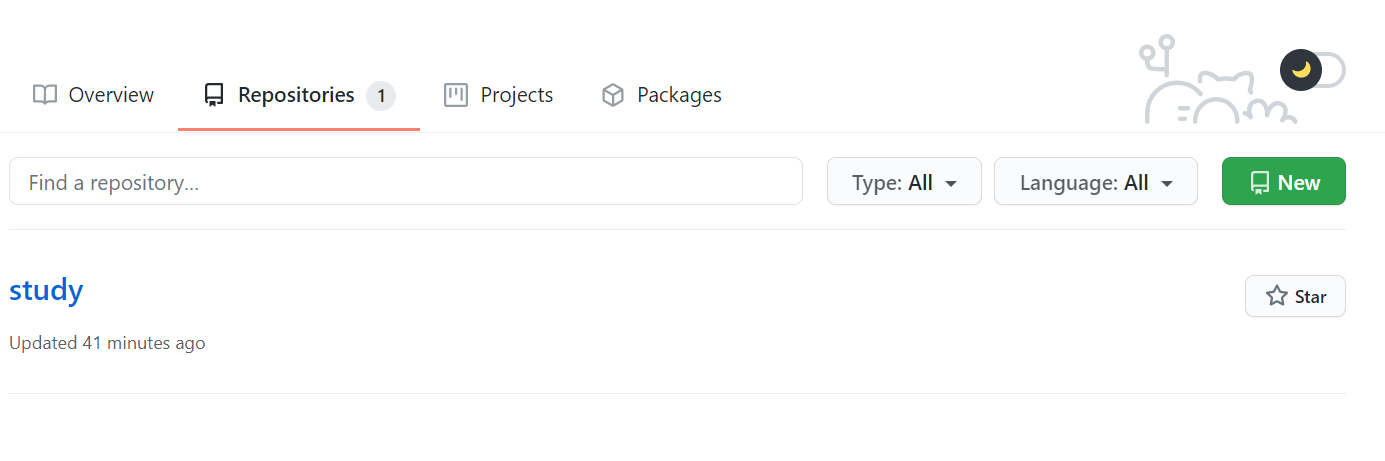 Overview Repositories 1 Projects Packages
Find a repository... Type: All Language: All New
study Star
Updated 41 minutes ago